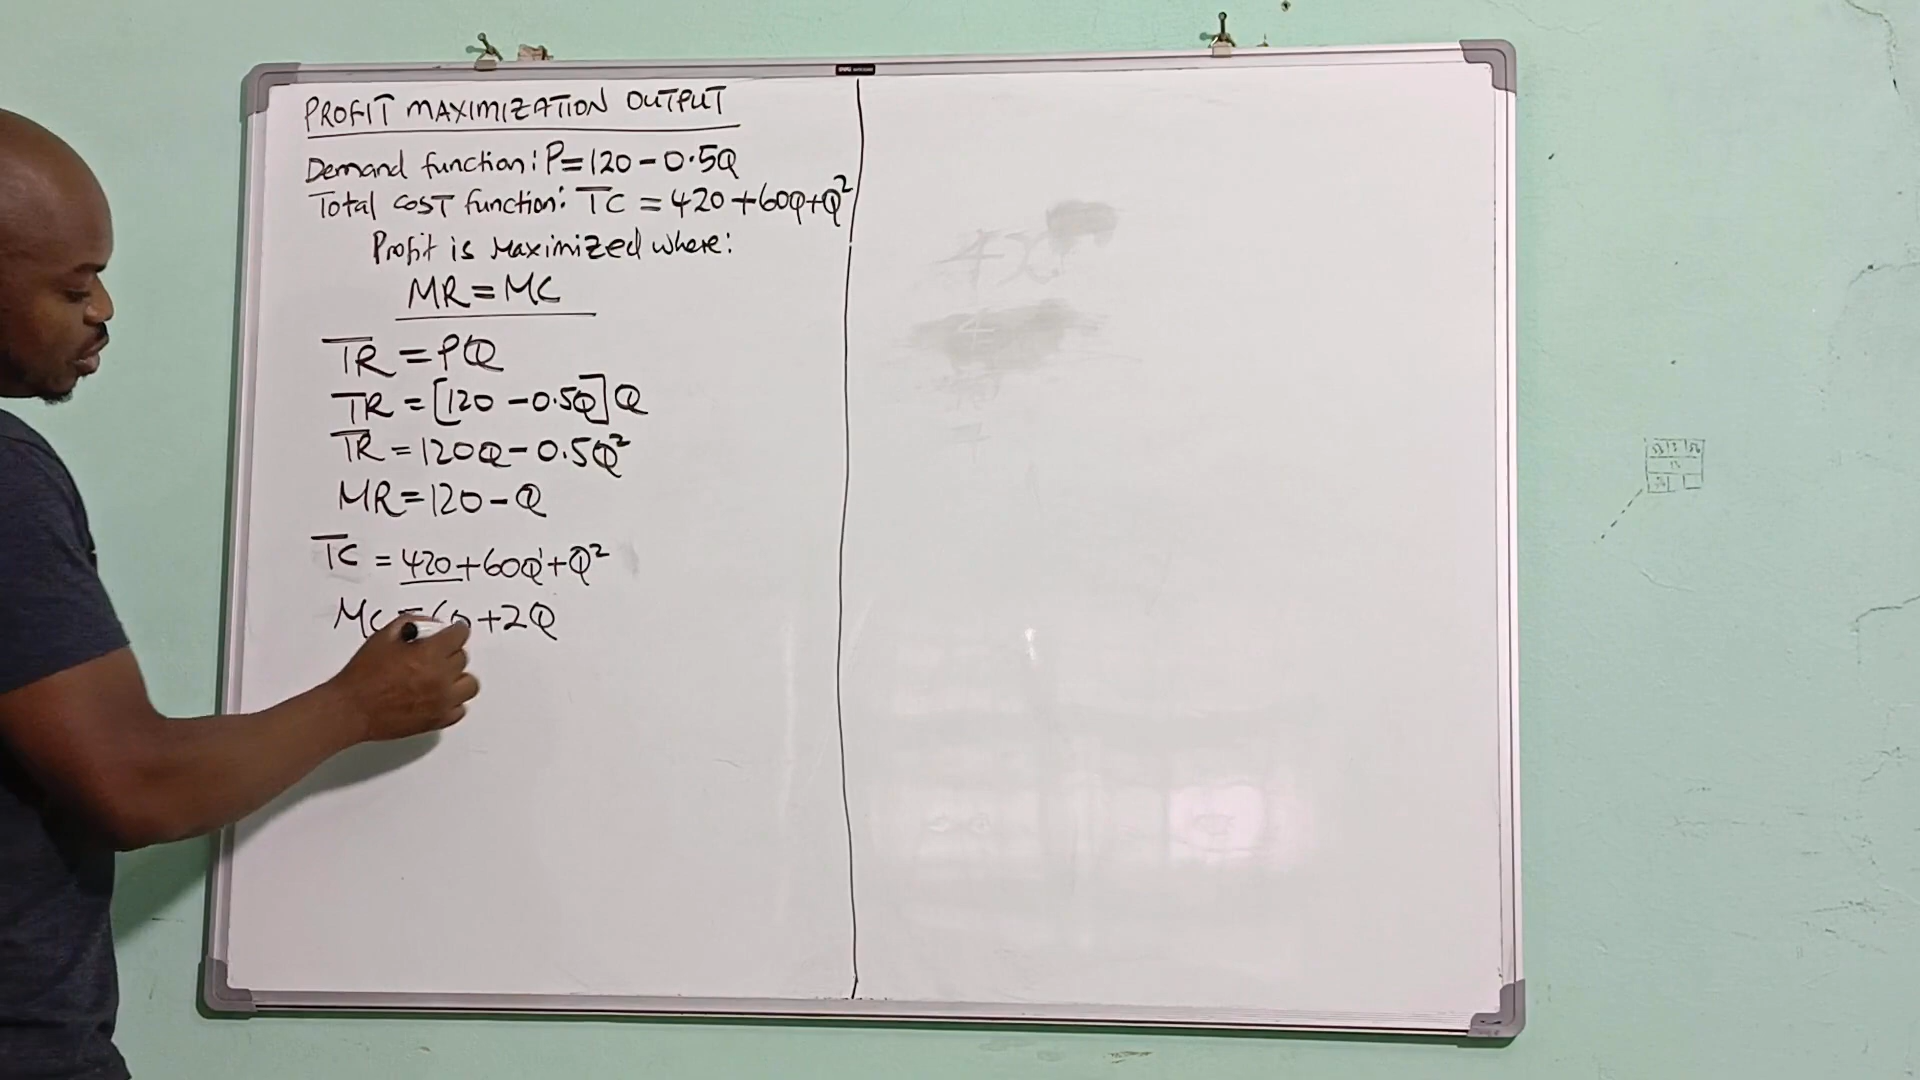 PROFIT MAXIMIZATION OUTPUT
Demand function: P=120-0.5Q
Total cost function: TC = 420+60Q+Q²
Profit is Maximized where:
MR=MC
TR = PQ
TR = [120 - 0.5Q] Q
TR = 120Q - 0.5Q²
MR = 120 - Q
TC = 420+60Q+Q²
MC = 60+2Q